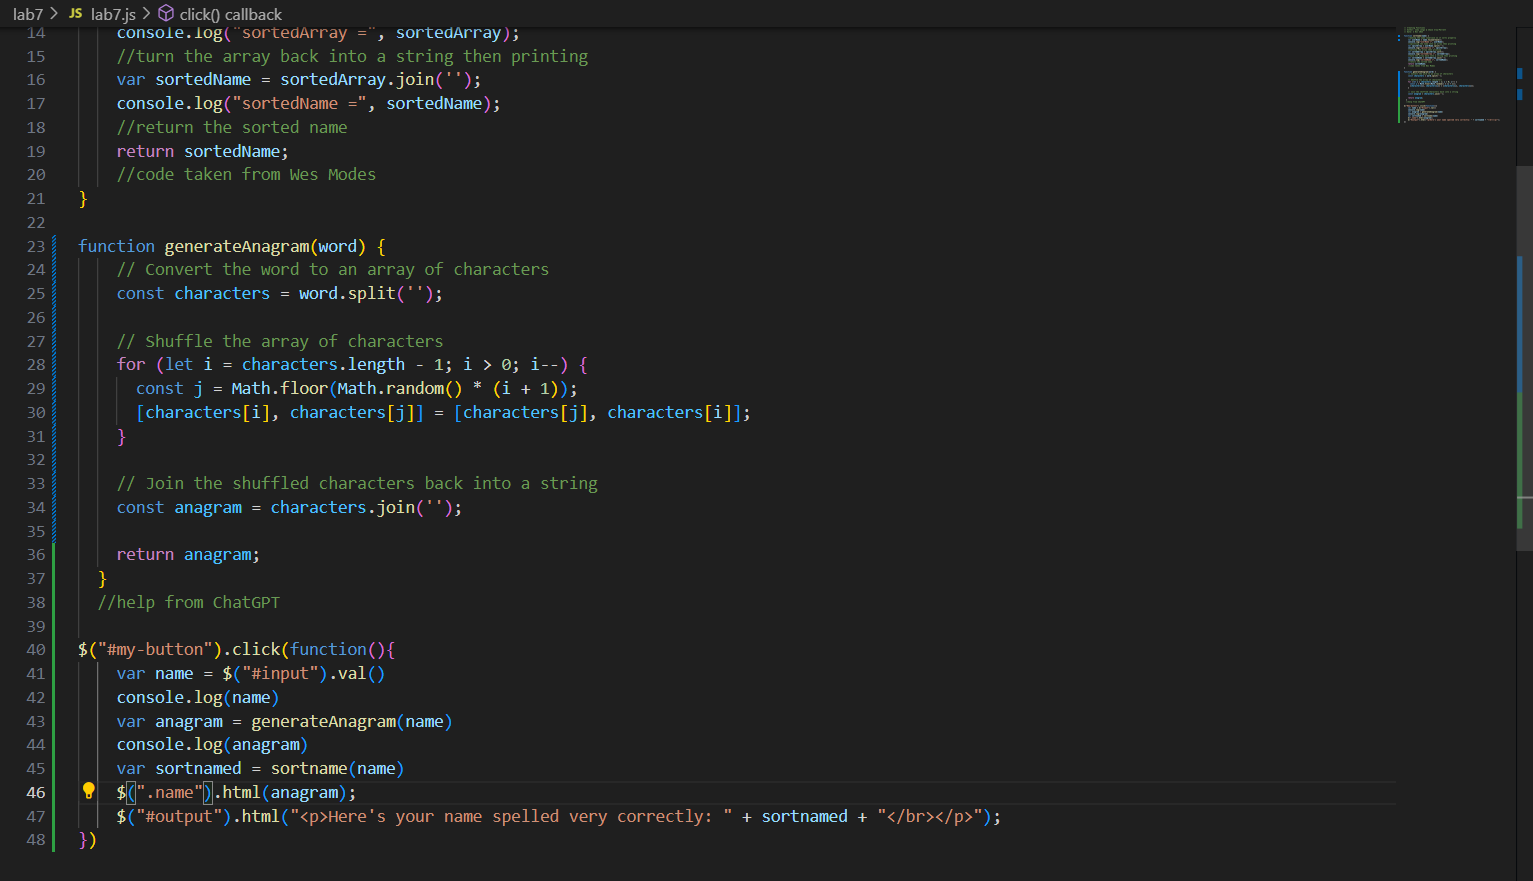 lab7 > JS lab7.js > click() callback
14 console.log("sortedArray =", sortedArray);
15 //turn the array back into a string then printing
16 var sortedName = sortedArray.join('');
17 console.log("sortedName =", sortedName);
18 //return the sorted name
19 return sortedName;
20 //code taken from Wes Modes
21 }
22
23 function generateAnagram(word) {
24 // Convert the word to an array of characters
25 const characters = word.split('');
26
27 // Shuffle the array of characters
28 for (let i = characters.length - 1; i > 0; i--) {
29 const j = Math.floor(Math.random() * (i + 1));
30 [characters[i], characters[j]] = [characters[j], characters[i]];
31 }
32
33 // Join the shuffled characters back into a string
34 const anagram = characters.join('');
35
36 return anagram;
37 }
38 //help from ChatGPT
39
40 $("#my-button").click(function(){
41 var name = $("#input").val()
42 console.log(name)
43 var anagram = generateAnagram(name)
44 console.log(anagram)
45 var sortnamed = sortname(name)
46 $(".name").html(anagram);
47 $("#output").html("<p>Here's your name spelled very correctly: " + sortnamed + "</br></p>");
48 })